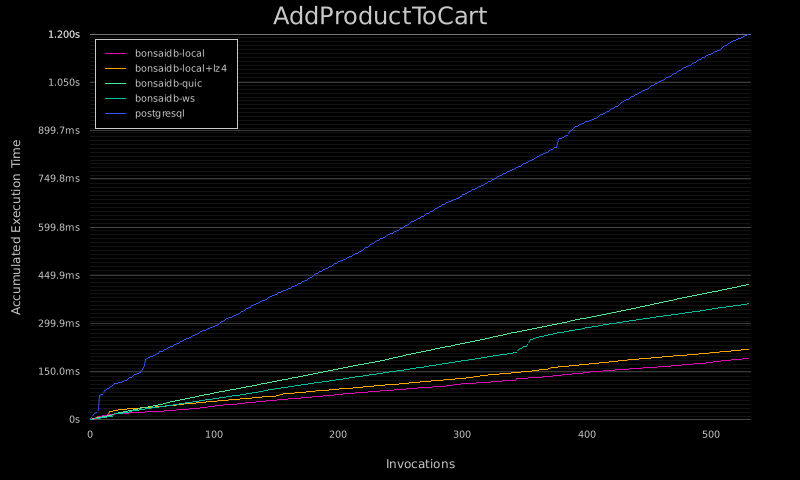 AddProductToCart
1.200s
1.050s
899.7ms
749.8ms
599.8ms
449.9ms
299.9ms
150.0ms
0s
bonsaidb-local
bonsaidb-local+lz4
bonsaidb-quic
bonsaidb-ws
postgresql
Accumulated Execution Time
0 100 200 300 400 500
Invocations